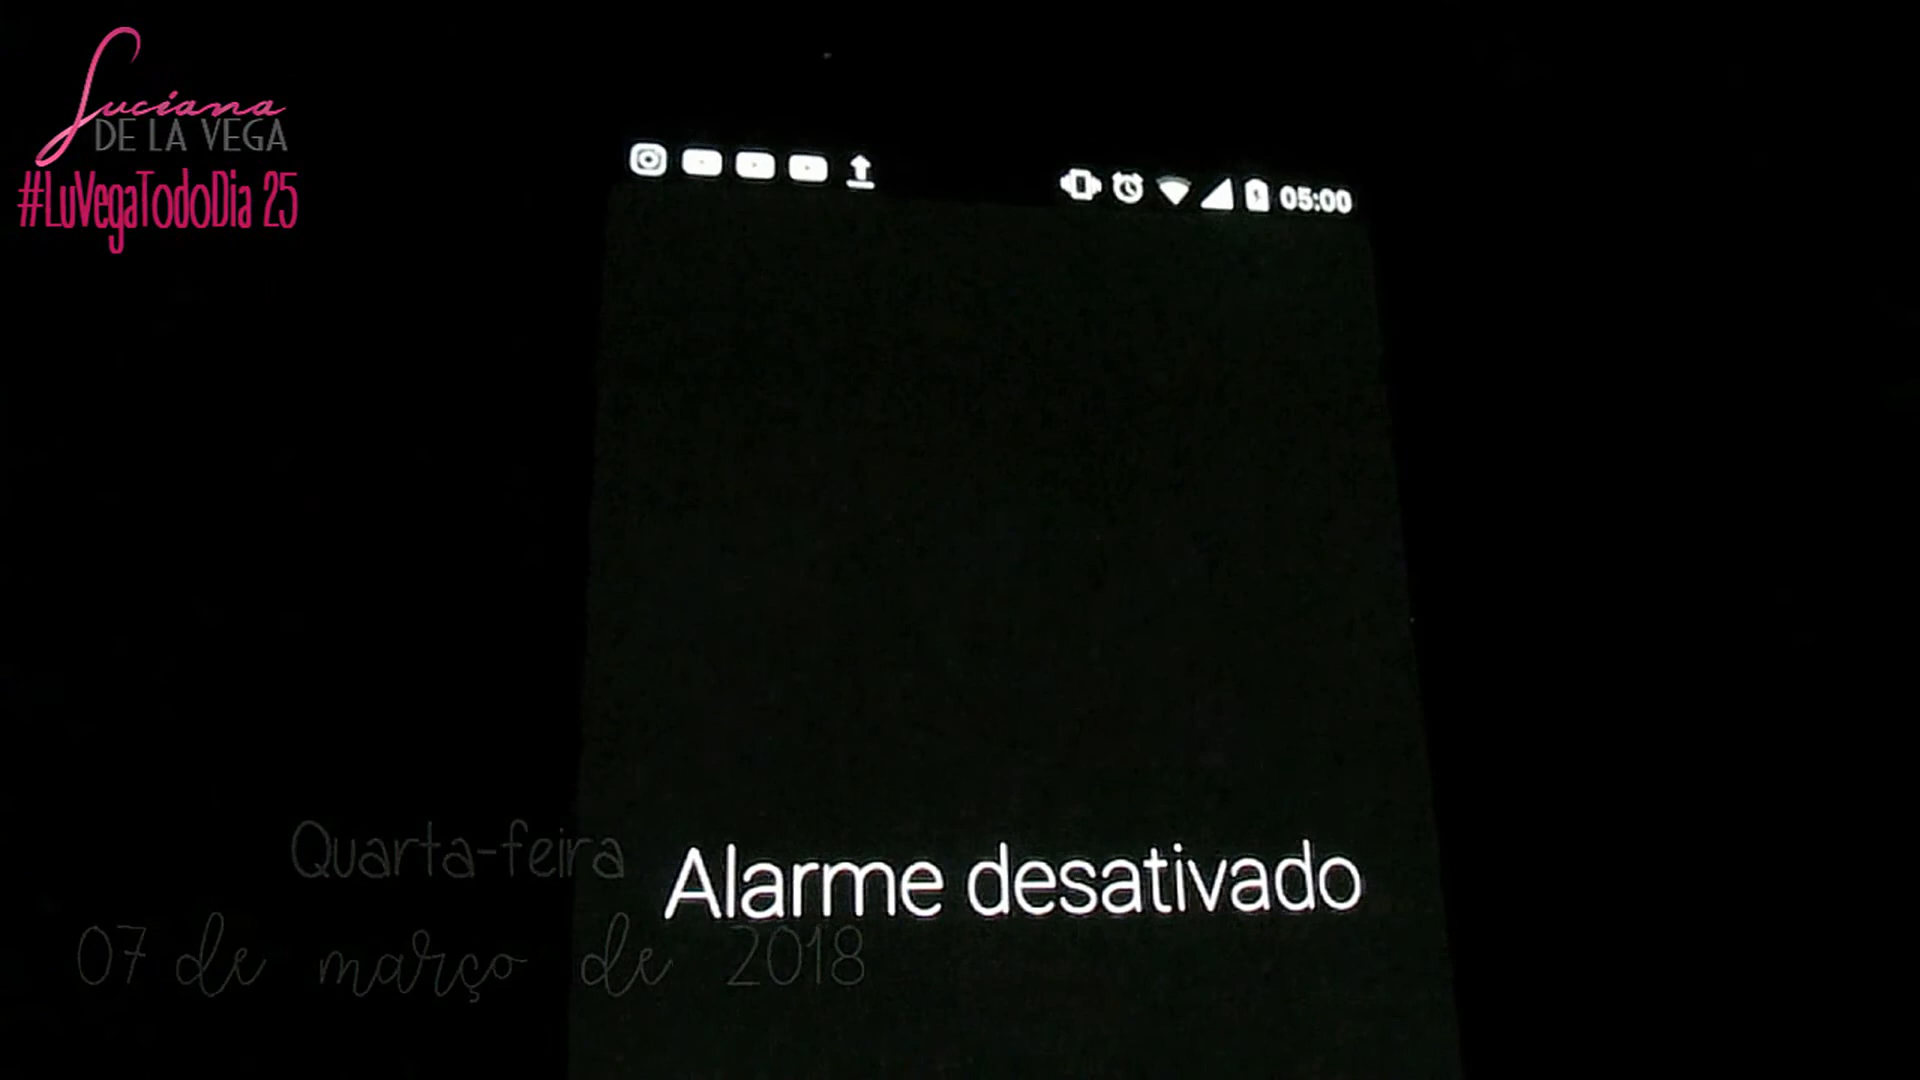 Luciana
DE LA VEGA
#LuVegaTodoDia 25
05:00
Alarme desativado
Quarta-feira
07 de março de 2018